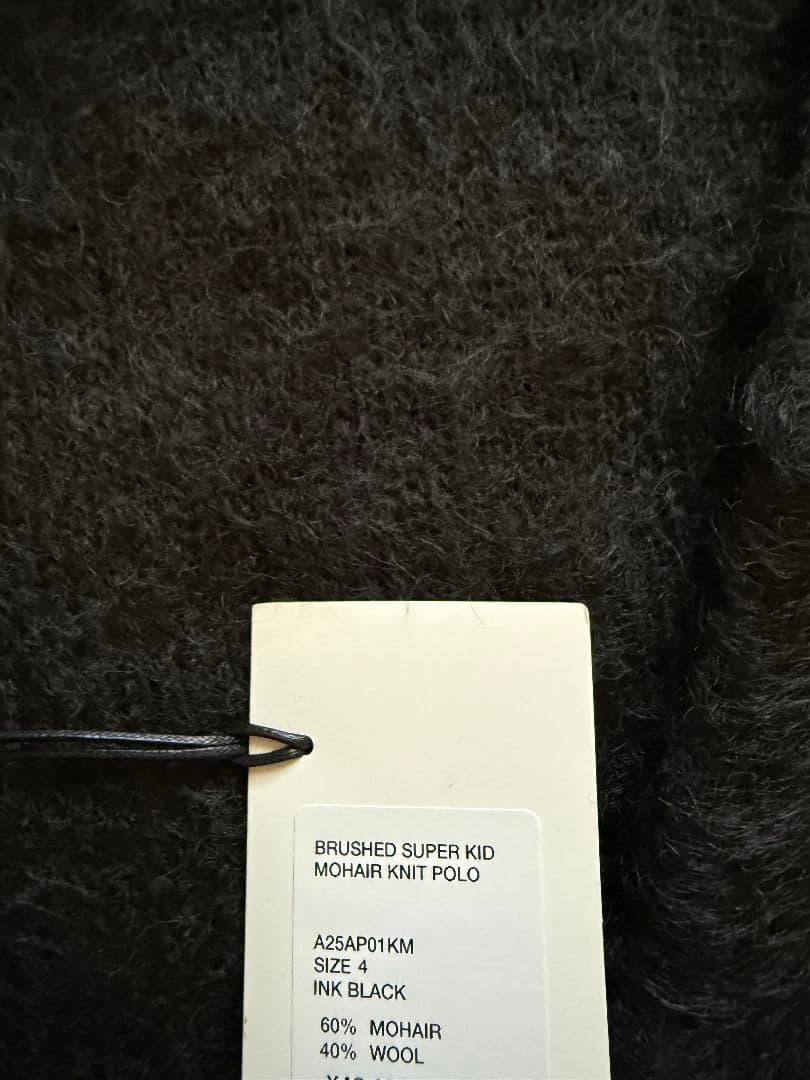 BRUSHED SUPER KID
MOHAIR KNIT POLO
A25AP01KM
SIZE 4
INK BLACK
60% MOHAIR
40% WOOL